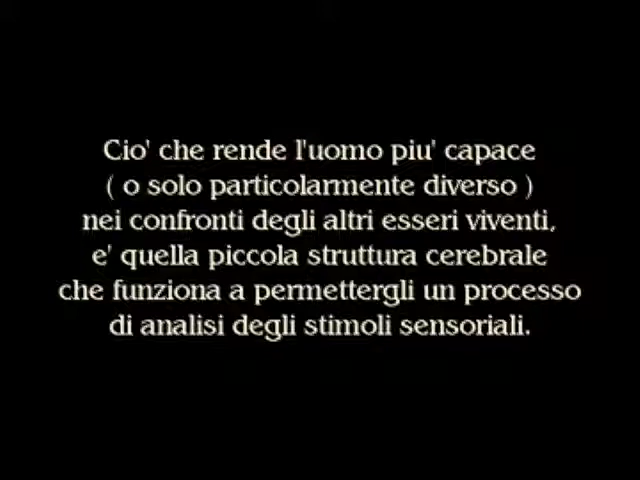 Cio' che rende l'uomo piu' capace
( o solo particolarmente diverso )
nei confronti degli altri esseri viventi,
e' quella piccola struttura cerebrale
che funziona a permettergli un processo
di analisi degli stimoli sensoriali.